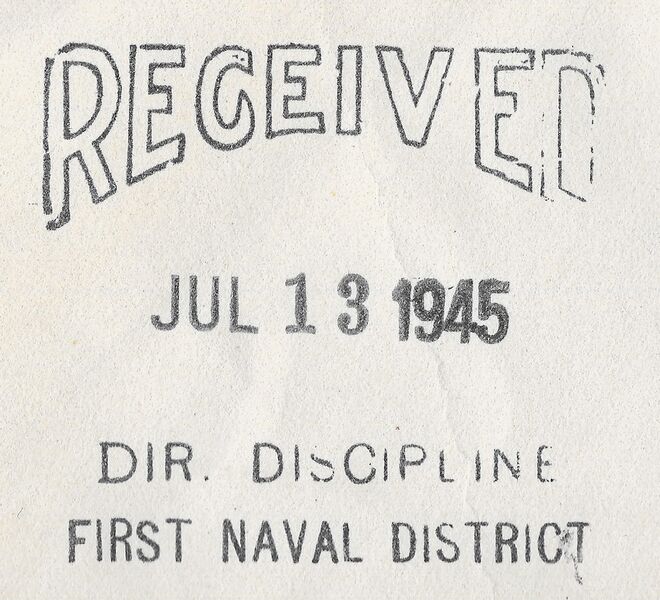 RECEIVED
JUL 13 1945
DIR. DISCIPLINE
FIRST NAVAL DISTRICT